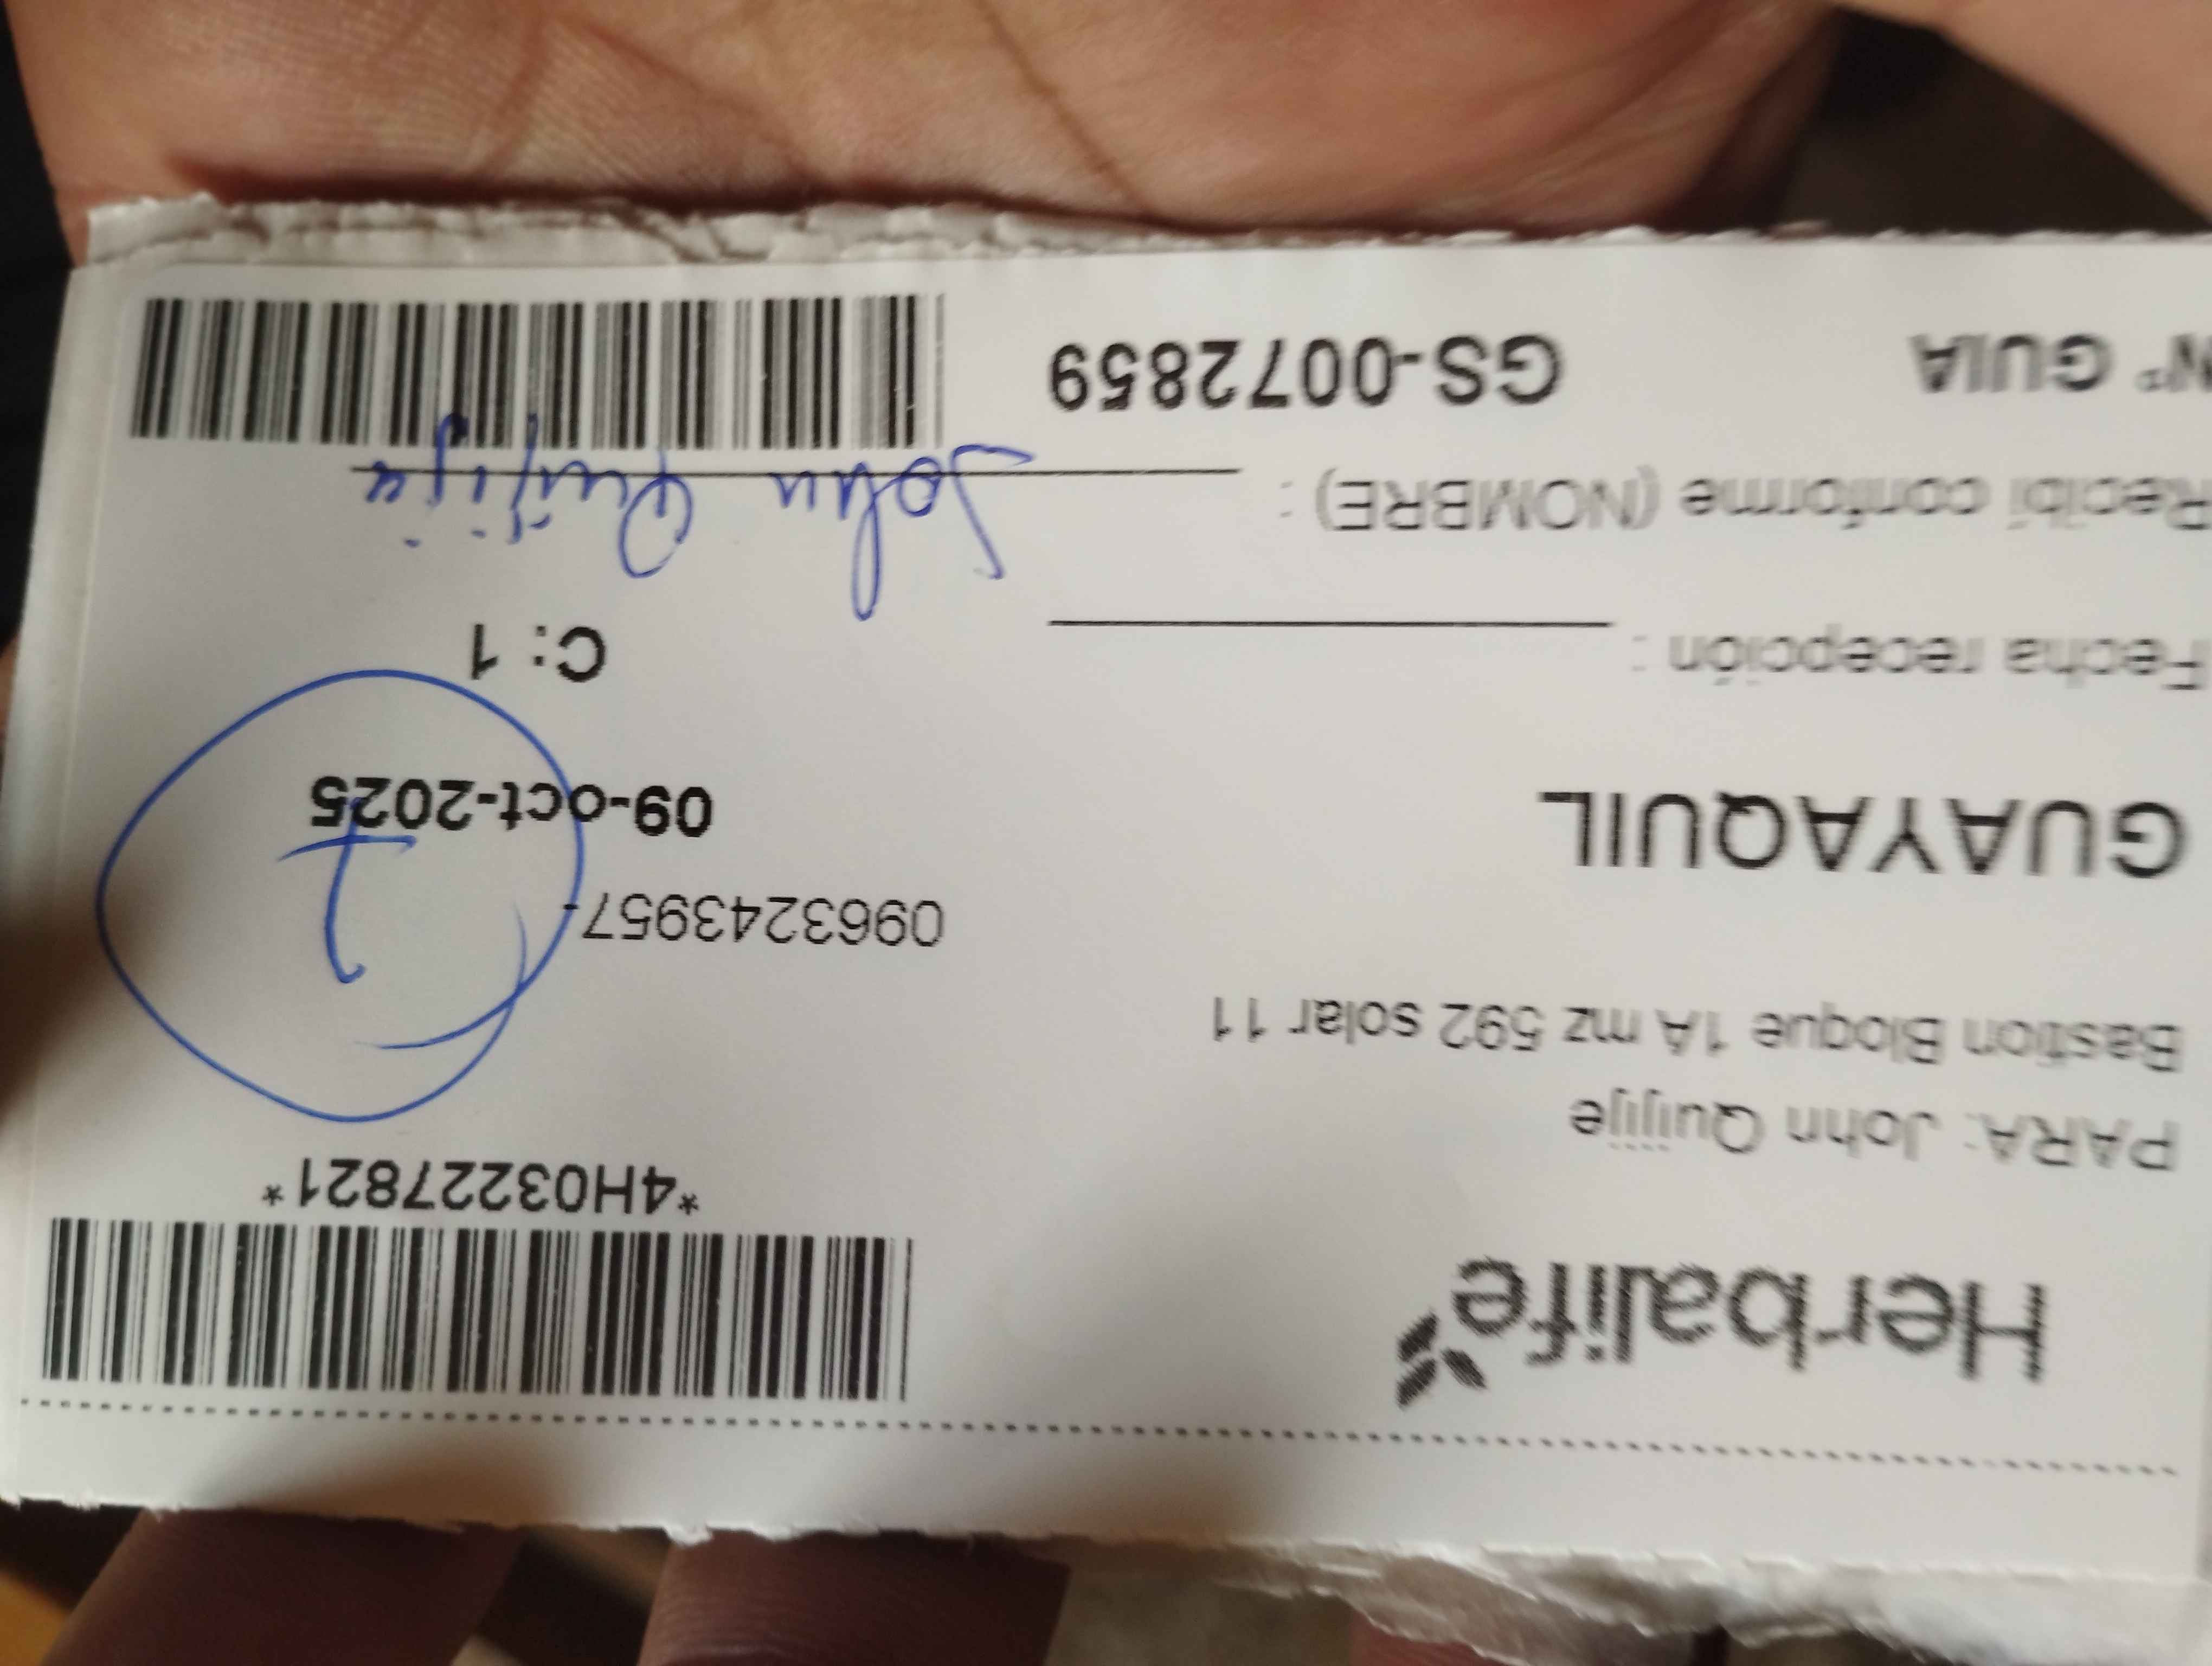 Herbalife
*4H03227821*
PARA: John Quijije
Bastion Bloque 1A mz 592 solar 11
0963243957-
GUAYAQUIL
09-oct-2025
1
Fecha recepción :
C: 1
Recibí conforme (NOMBRE) :
John Quijije
Nº GUIA
GS-0072859